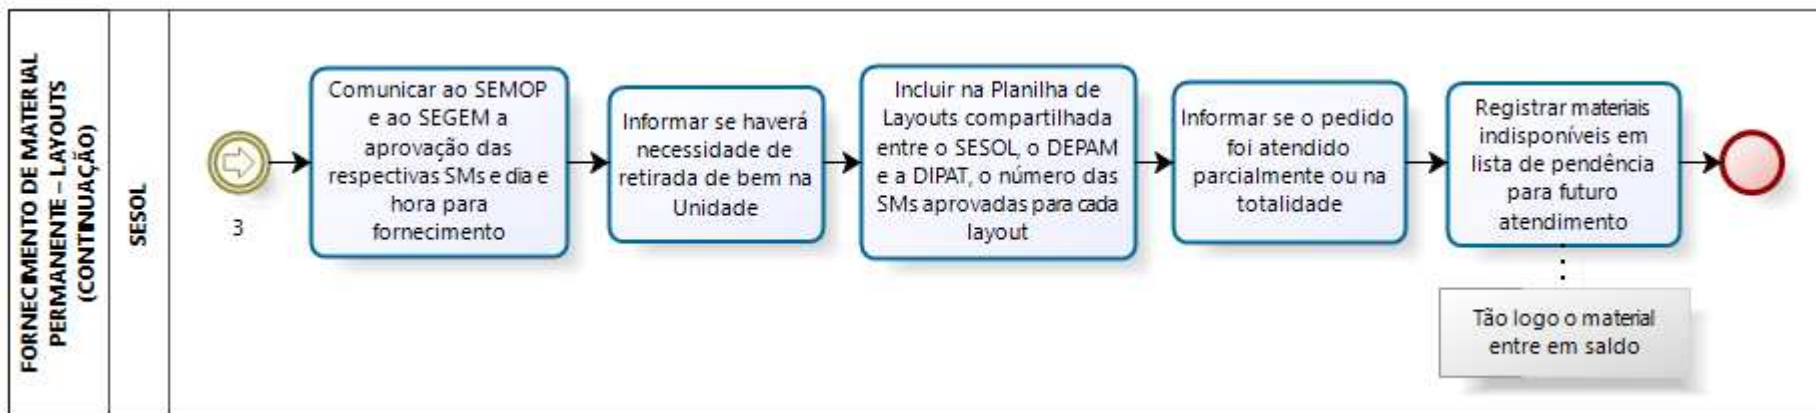 FORNECIMENTO DE MATERIAL
PERMANENTE – LAYOUTS
(CONTINUAÇÃO)
SESOL
3
Comunicar ao SEMOP
e ao SEGEM a
aprovação das
respectivas SMs e dia e
hora para
fornecimento
Informar se haverá
necessidade de
retirada de bem na
Unidade
Incluir na Planilha de
Layouts compartilhada
entre o SESOL, o DEPAM
e a DIPAT, o número das
SMs aprovadas para cada
layout
Informar se o pedido
foi atendido
parcialmente ou na
totalidade
Registrar materiais
indisponíveis em
lista de pendência
para futuro
atendimento
Tão logo o material
entre em saldo